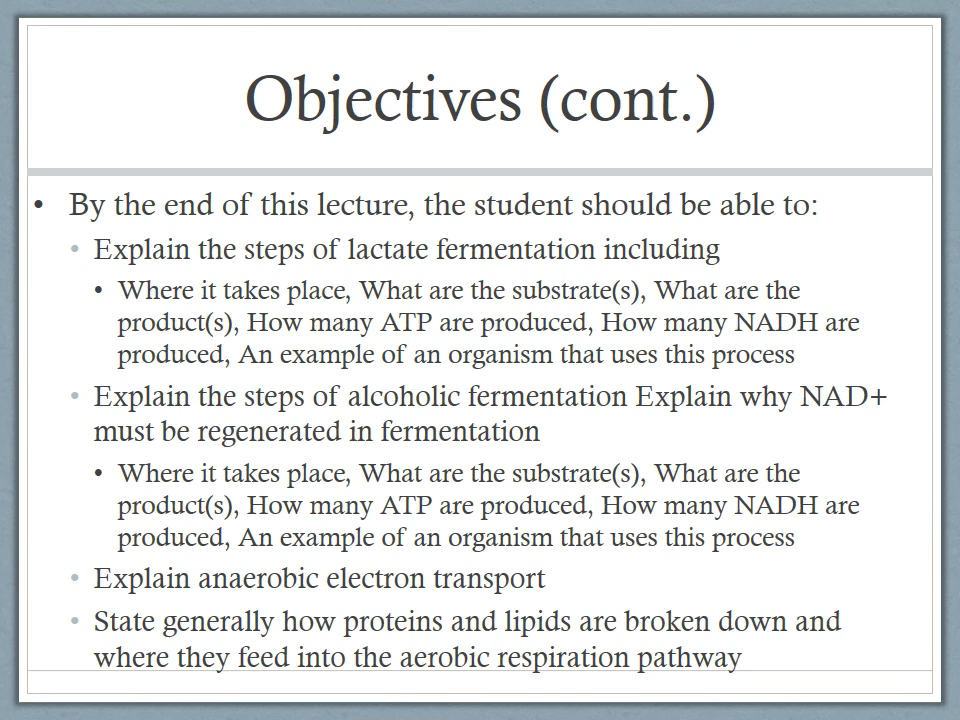 Objectives (cont.)
• By the end of this lecture, the student should be able to:
• Explain the steps of lactate fermentation including
• Where it takes place, What are the substrate(s), What are the
product(s), How many ATP are produced, How many NADH are
produced, An example of an organism that uses this process
• Explain the steps of alcoholic fermentation Explain why NAD+
must be regenerated in fermentation
• Where it takes place, What are the substrate(s), What are the
product(s), How many ATP are produced, How many NADH are
produced, An example of an organism that uses this process
• Explain anaerobic electron transport
• State generally how proteins and lipids are broken down and
where they feed into the aerobic respiration pathway